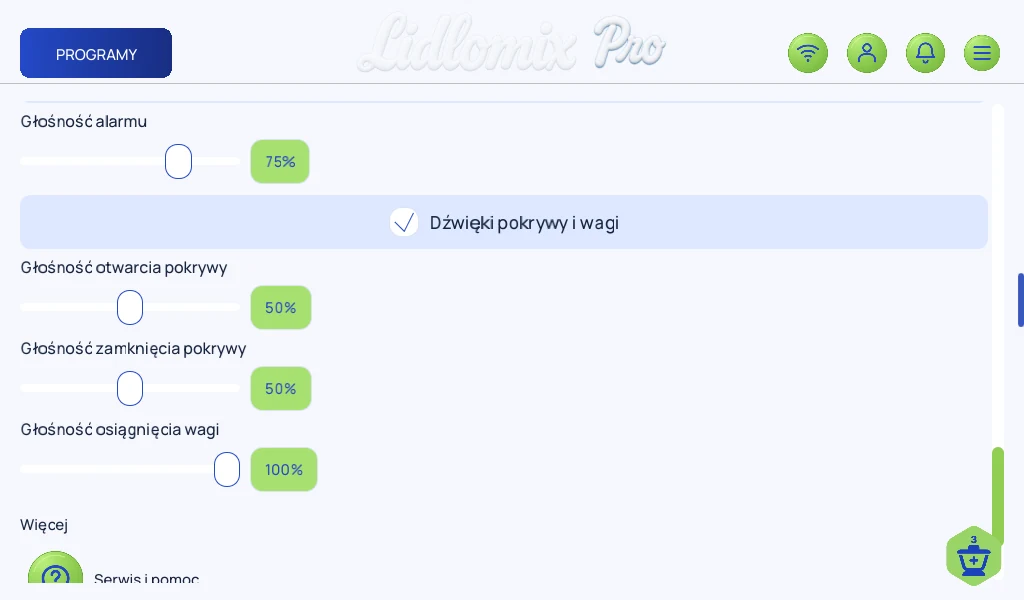 PROGRAMY
Lidlomix Pro
Głośność alarmu
75%
Dźwięki pokrywy i wagi
Głośność otwarcia pokrywy
50%
Głośność zamknięcia pokrywy
50%
Głośność osiągnięcia wagi
100%
Więcej
?
Serwis i pomoc
3